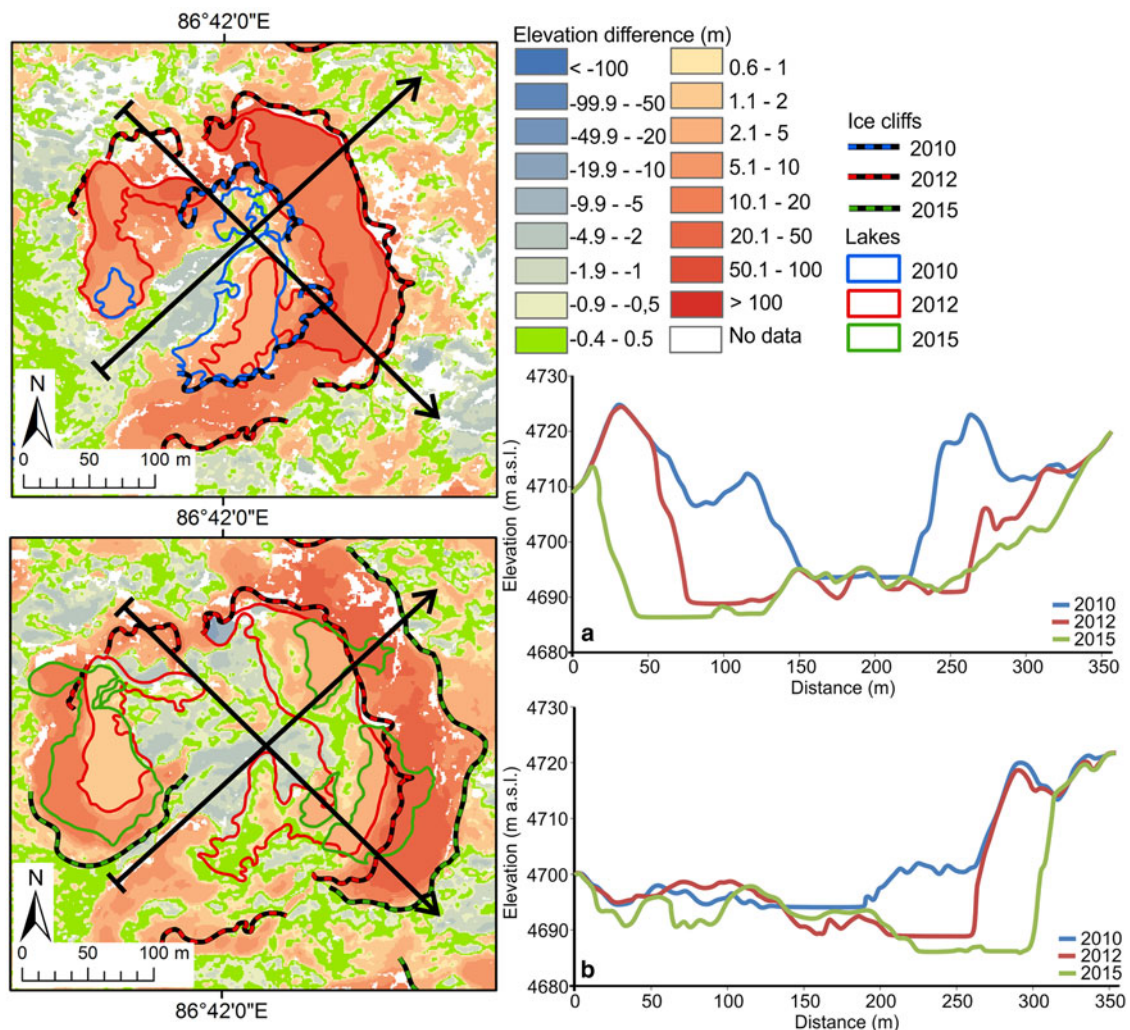 86°42'0"E
N
0 50 100 m
86°42'0"E
N
0 50 100 m
86°42'0"E
Elevation difference (m)
< -100
-99.9 - -50
-49.9 - -20
-19.9 - -10
-9.9 - -5
-4.9 - -2
-1.9 - -1
-0.9 - -0,5
-0.4 - 0.5
0.6 - 1
1.1 - 2
2.1 - 5
5.1 - 10
10.1 - 20
20.1 - 50
50.1 - 100
> 100
No data
Ice cliffs
2010
2012
2015
Lakes
2010
2012
2015
4730
4720
4710
4700
4690
4680
Elevation (m a.s.l.)
a
2010
2012
2015
0 50 100 150 200 250 300 350
Distance (m)
4730
4720
4710
4700
4690
4680
Elevation (m a.s.l.)
b
2010
2012
2015
0 50 100 150 200 250 300 350
Distance (m)